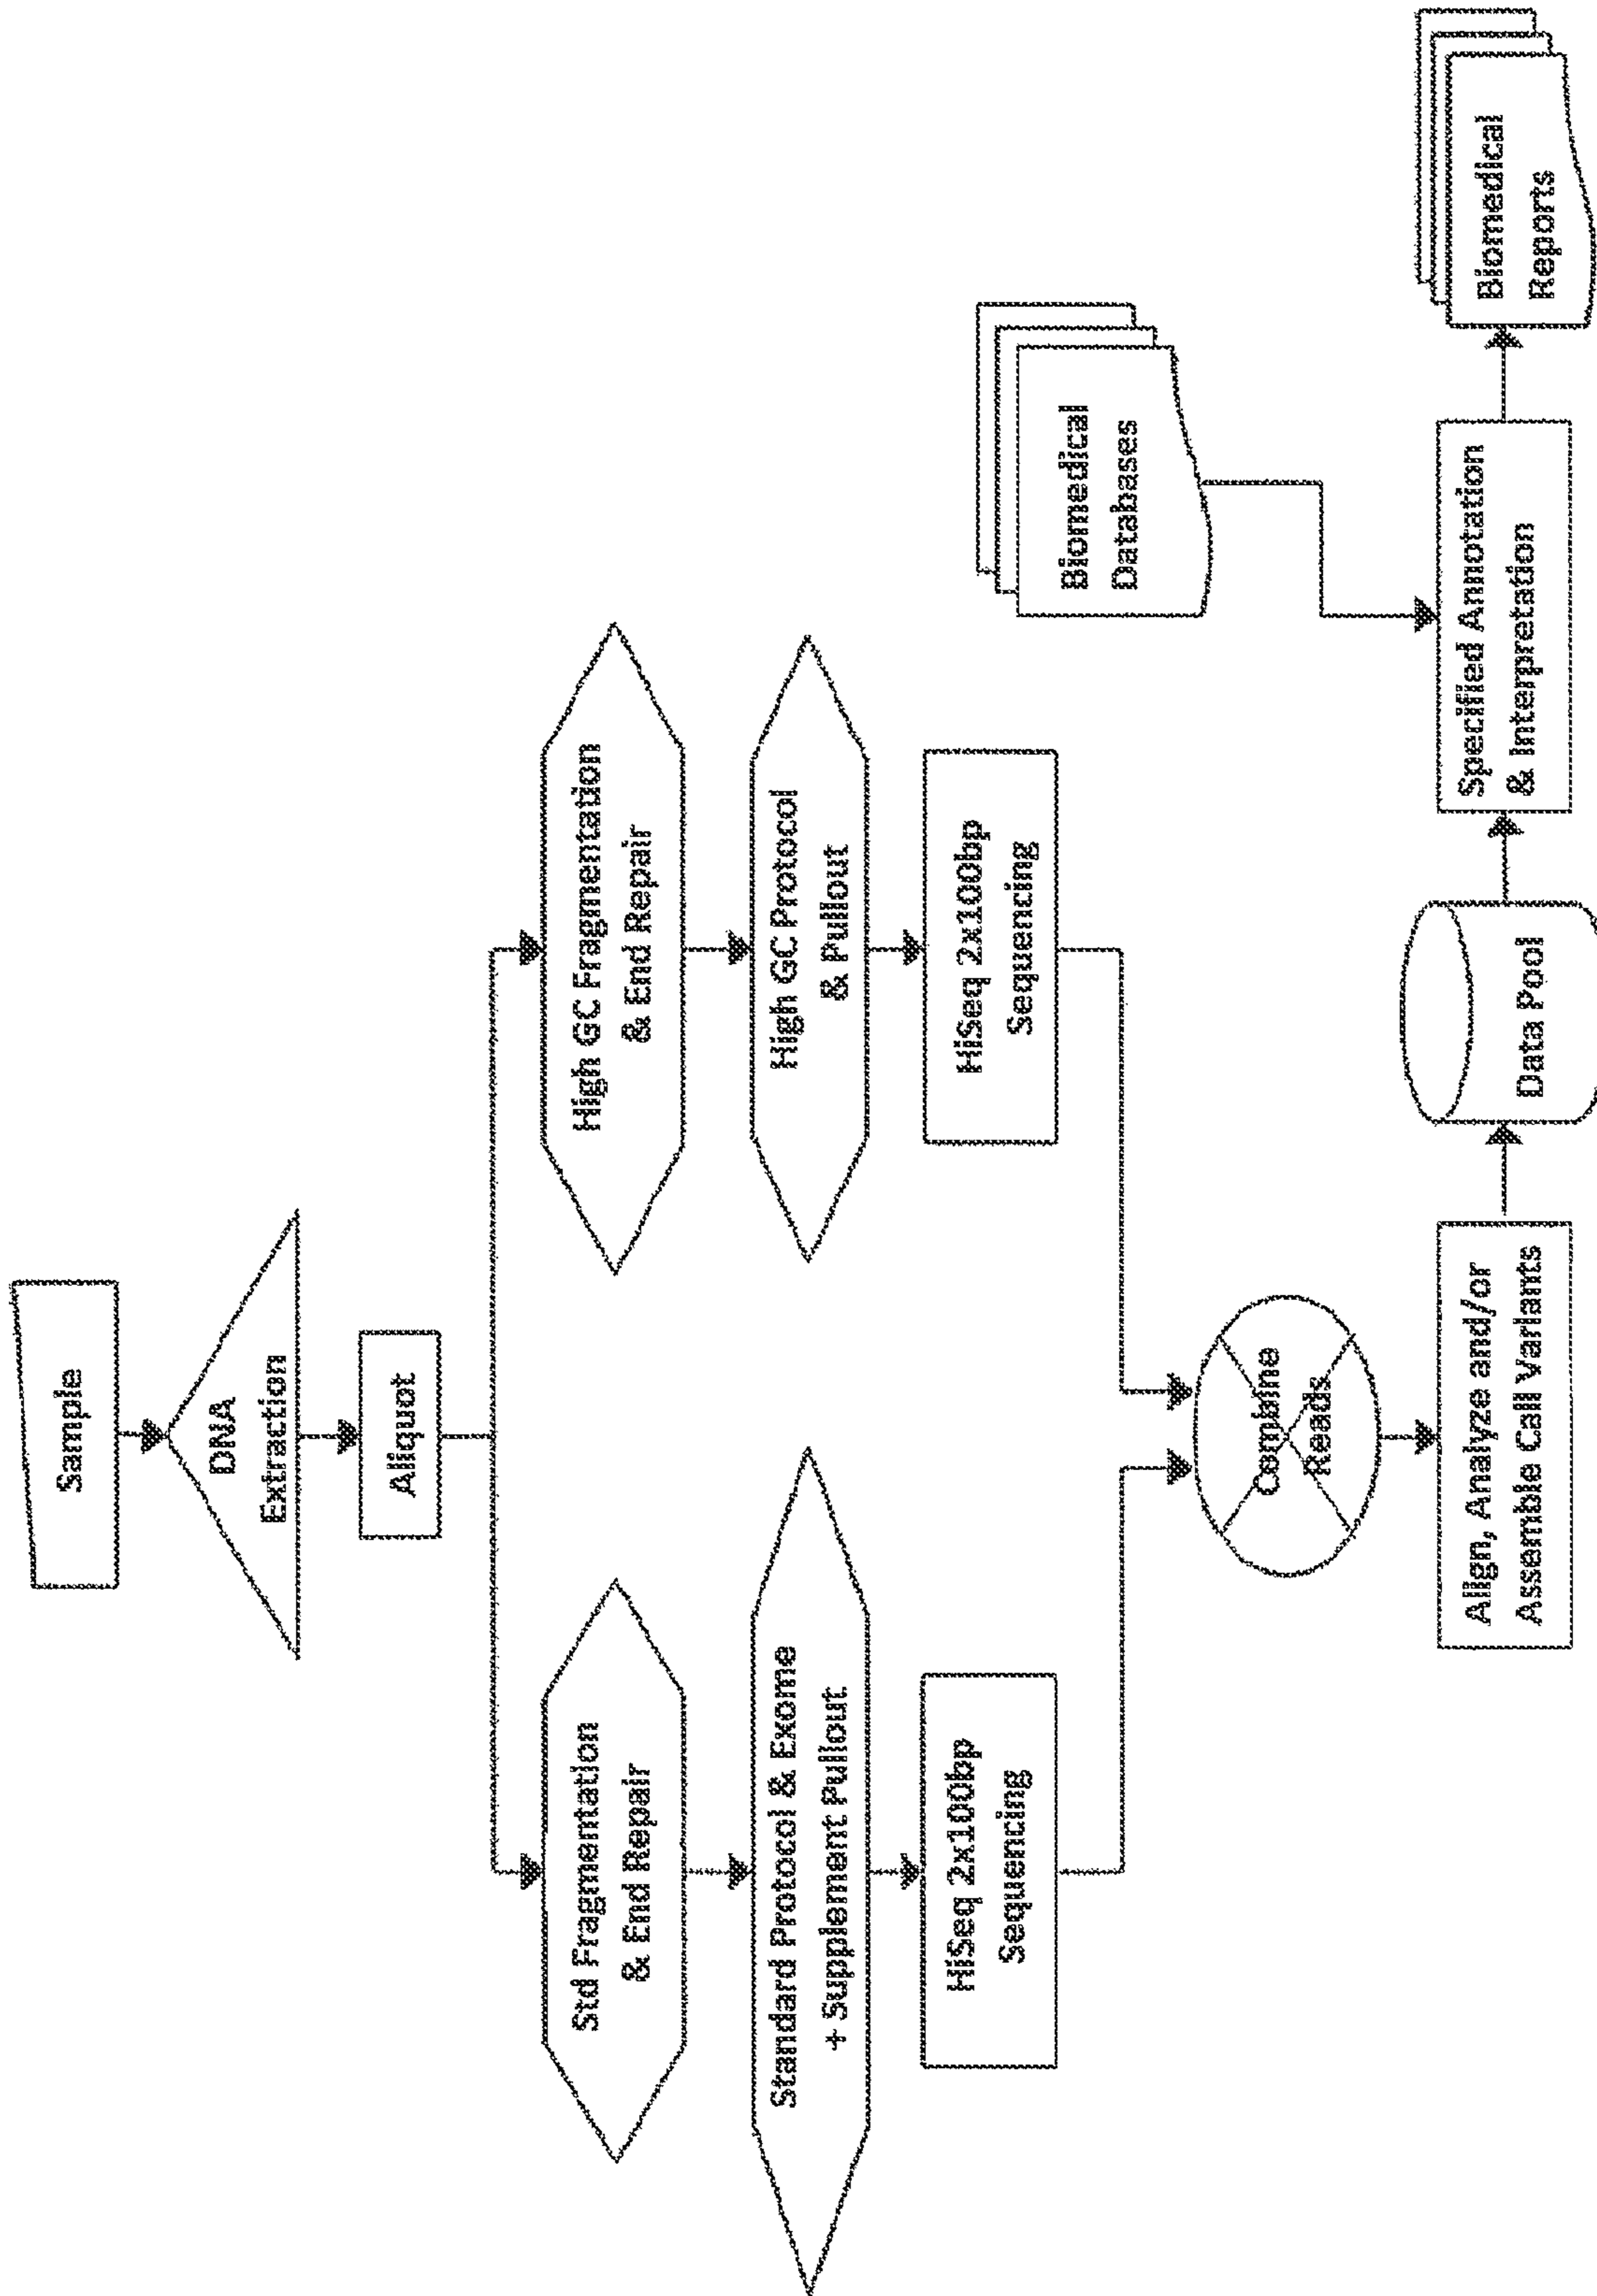 Sample
DNA
Extraction
Aliquot
Std Fragmentation
& End Repair
High GC Fragmentation
& End Repair
Standard Protocol & Exome
+ Supplement Pullout
High GC Protocol
& Pullout
HiSeq 2x100bp
Sequencing
HiSeq 2x100bp
Sequencing
Combine
Reads
Biomedical
Databases
Align, Analyze and/or
Assemble Call Variants
Data Pool
Specified Annotation
& Interpretation
Biomedical
Reports